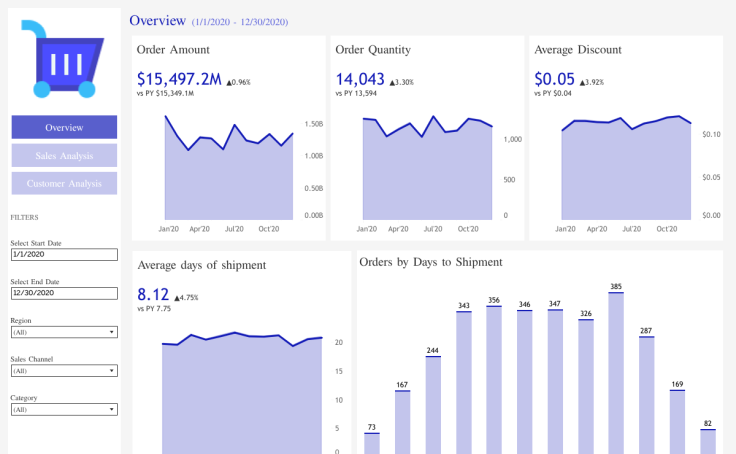 Overview (1/1/2020 - 12/30/2020)
Overview
Sales Analysis
Customer Analysis
FILTERS
Select Start Date
1/1/2020
Select End Date
12/30/2020
Region
(All)
Sales Channel
(All)
Category
(All)
Order Amount
$15,497.2M ▲0.96%
vs PY $15,349.1M
1.50B
1.00B
0.50B
0.00B
Jan'20 Apr'20 Jul'20 Oct'20
Order Quantity
14,043 ▲3.30%
vs PY 13,594
1,000
500
0
Jan'20 Apr'20 Jul'20 Oct'20
Average Discount
$0.05 ▲3.92%
vs PY $0.04
$0.10
$0.05
$0.00
Jan'20 Apr'20 Jul'20 Oct'20
Average days of shipment
8.12 ▲4.75%
vs PY 7.75
20
15
10
5
0
Orders by Days to Shipment
73 167 244 343 356 346 347 326 385 287 169 82